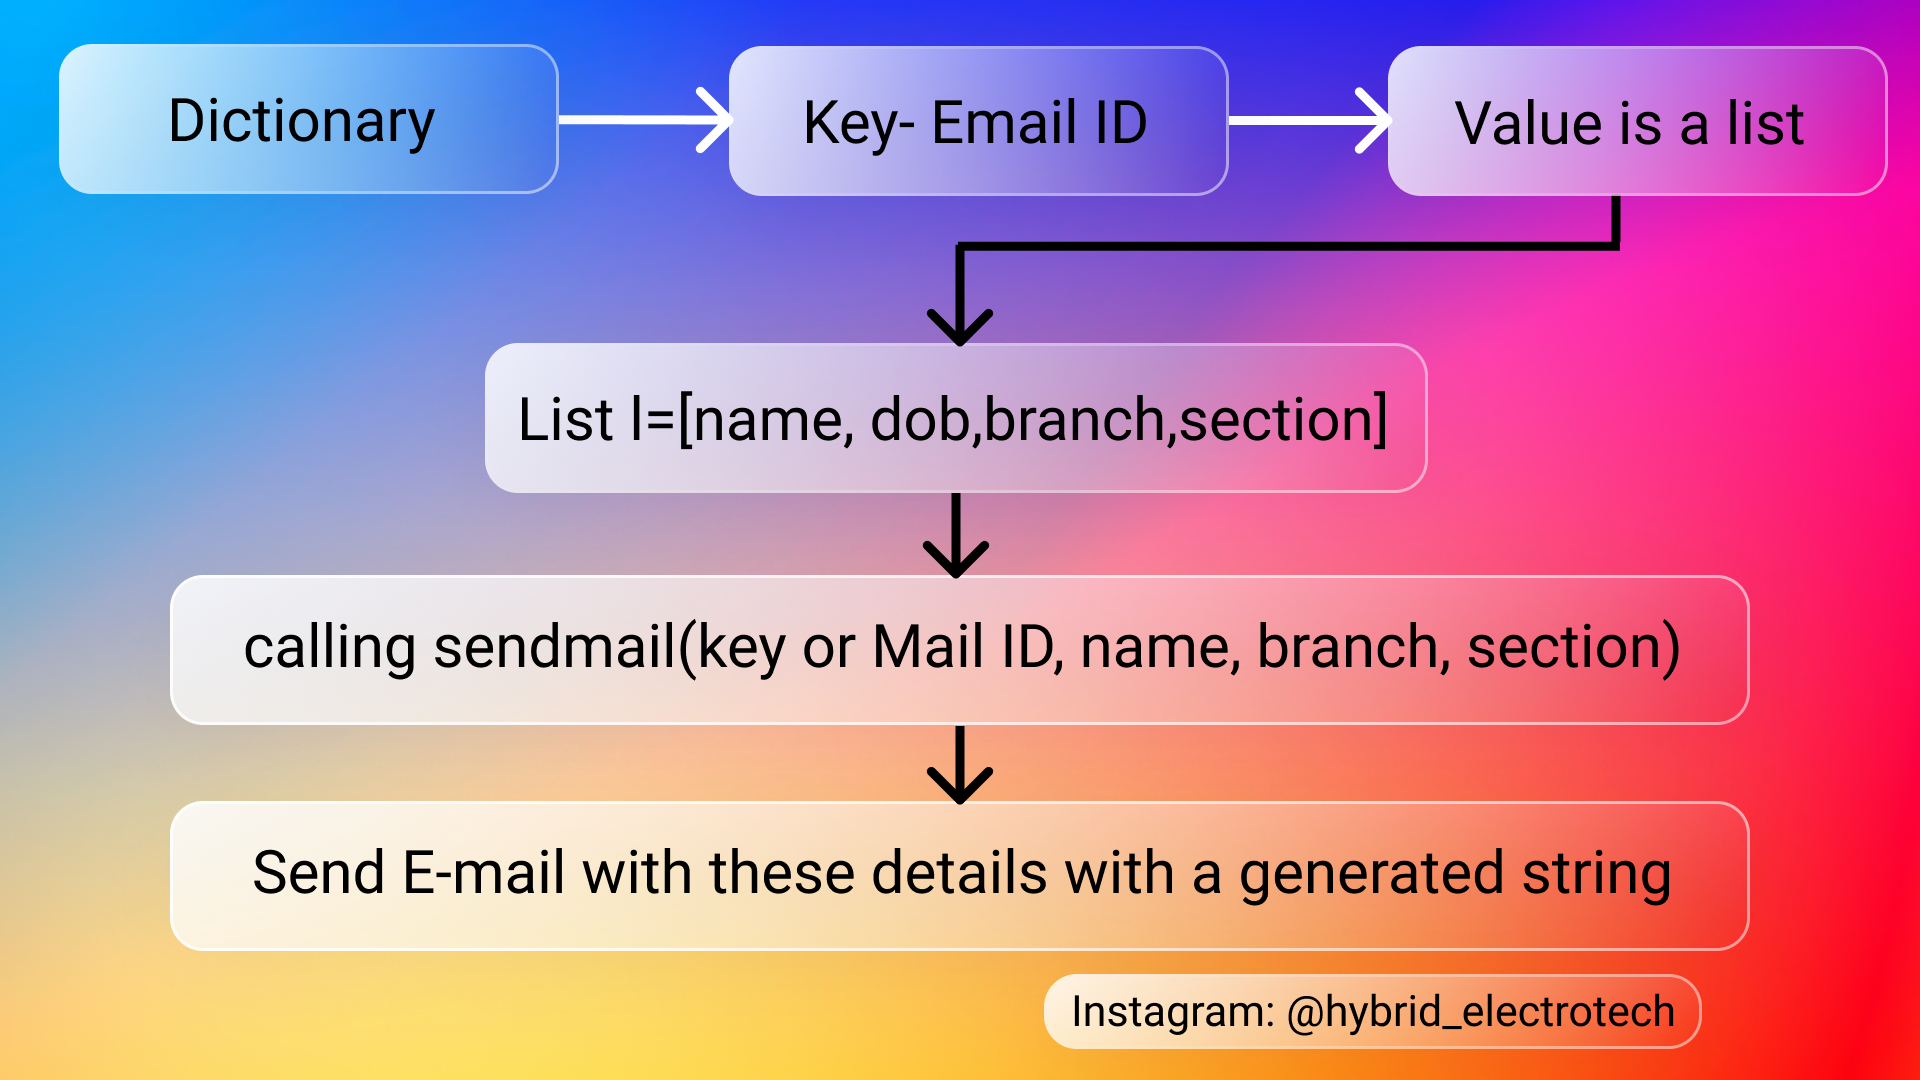 Dictionary
Key- Email ID
Value is a list
List l=[name, dob,branch,section]
calling sendmail(key or Mail ID, name, branch, section)
Send E-mail with these details with a generated string
Instagram: @hybrid_electrotech